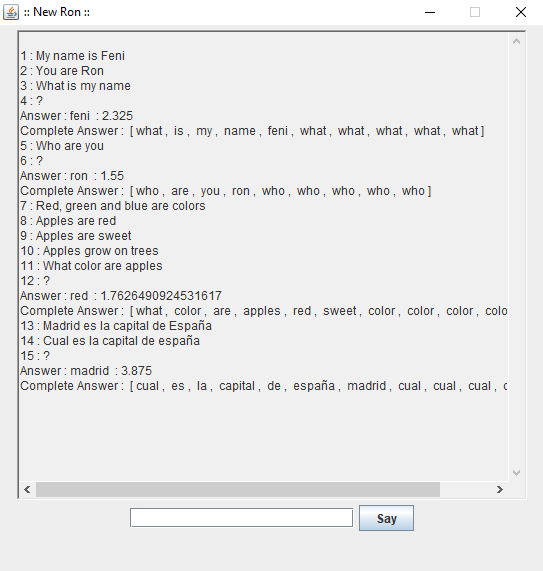 :: New Ron ::
1 : My name is Feni
2 : You are Ron
3 : What is my name
4 : ?
Answer : feni  : 2.325
Complete Answer :  [ what ,  is ,  my ,  name ,  feni ,  what ,  what ,  what ,  what ,  what ]
5 : Who are you
6 : ?
Answer : ron  : 1.55
Complete Answer :  [ who ,  are ,  you ,  ron ,  who ,  who ,  who ,  who ,  who ]
7 : Red, green and blue are colors
8 : Apples are red
9 : Apples are sweet
10 : Apples grow on trees
11 : What color are apples
12 : ?
Answer : red  : 1.7626490924531617
Complete Answer :  [ what ,  color ,  are ,  apples ,  red ,  sweet ,  color ,  color ,  color ,  colo
13 : Madrid es la capital de España
14 : Cual es la capital de españa
15 : ?
Answer : madrid  : 3.875
Complete Answer :  [ cual ,  es ,  la ,  capital ,  de ,  españa ,  madrid ,  cual ,  cual ,  cual ,
Say